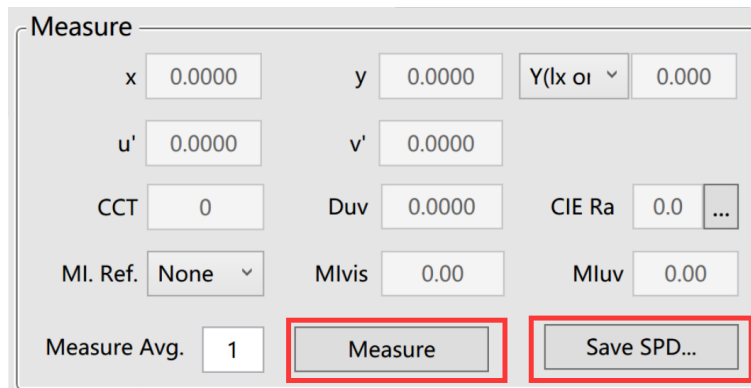 Measure
x 0.0000 y 0.0000 Y(lx or 0.000
u' 0.0000 v' 0.0000
CCT 0 Duv 0.0000 CIE Ra 0.0 ...
MI. Ref. None MIvis 0.00 MIuv 0.00
Measure Avg. 1 Measure Save SPD...